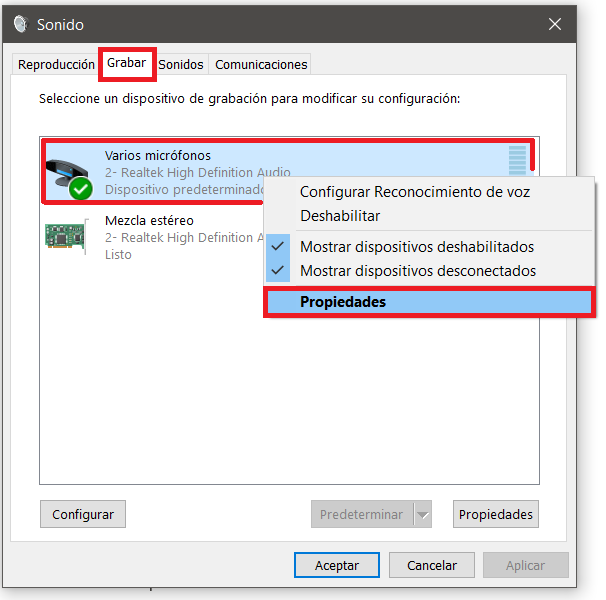 Sonido
Reproducción Grabar Sonidos Comunicaciones
Seleccione un dispositivo de grabación para modificar su configuración:
Varios micrófonos
2- Realtek High Definition Audio
Dispositivo predeterminado
Mezcla estéreo
2- Realtek High Definition A
Listo
Configurar Reconocimiento de voz
Deshabilitar
Mostrar dispositivos deshabilitados
Mostrar dispositivos desconectados
Propiedades
Configurar Predeterminar Propiedades
Aceptar Cancelar Aplicar